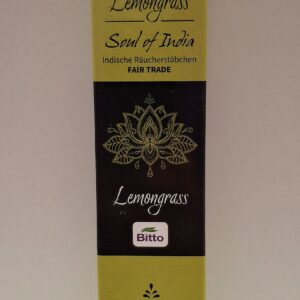 Lemongrass
Soul of India
Indische Räucherstäbchen
FAIR TRADE
Lemongrass
Bitto